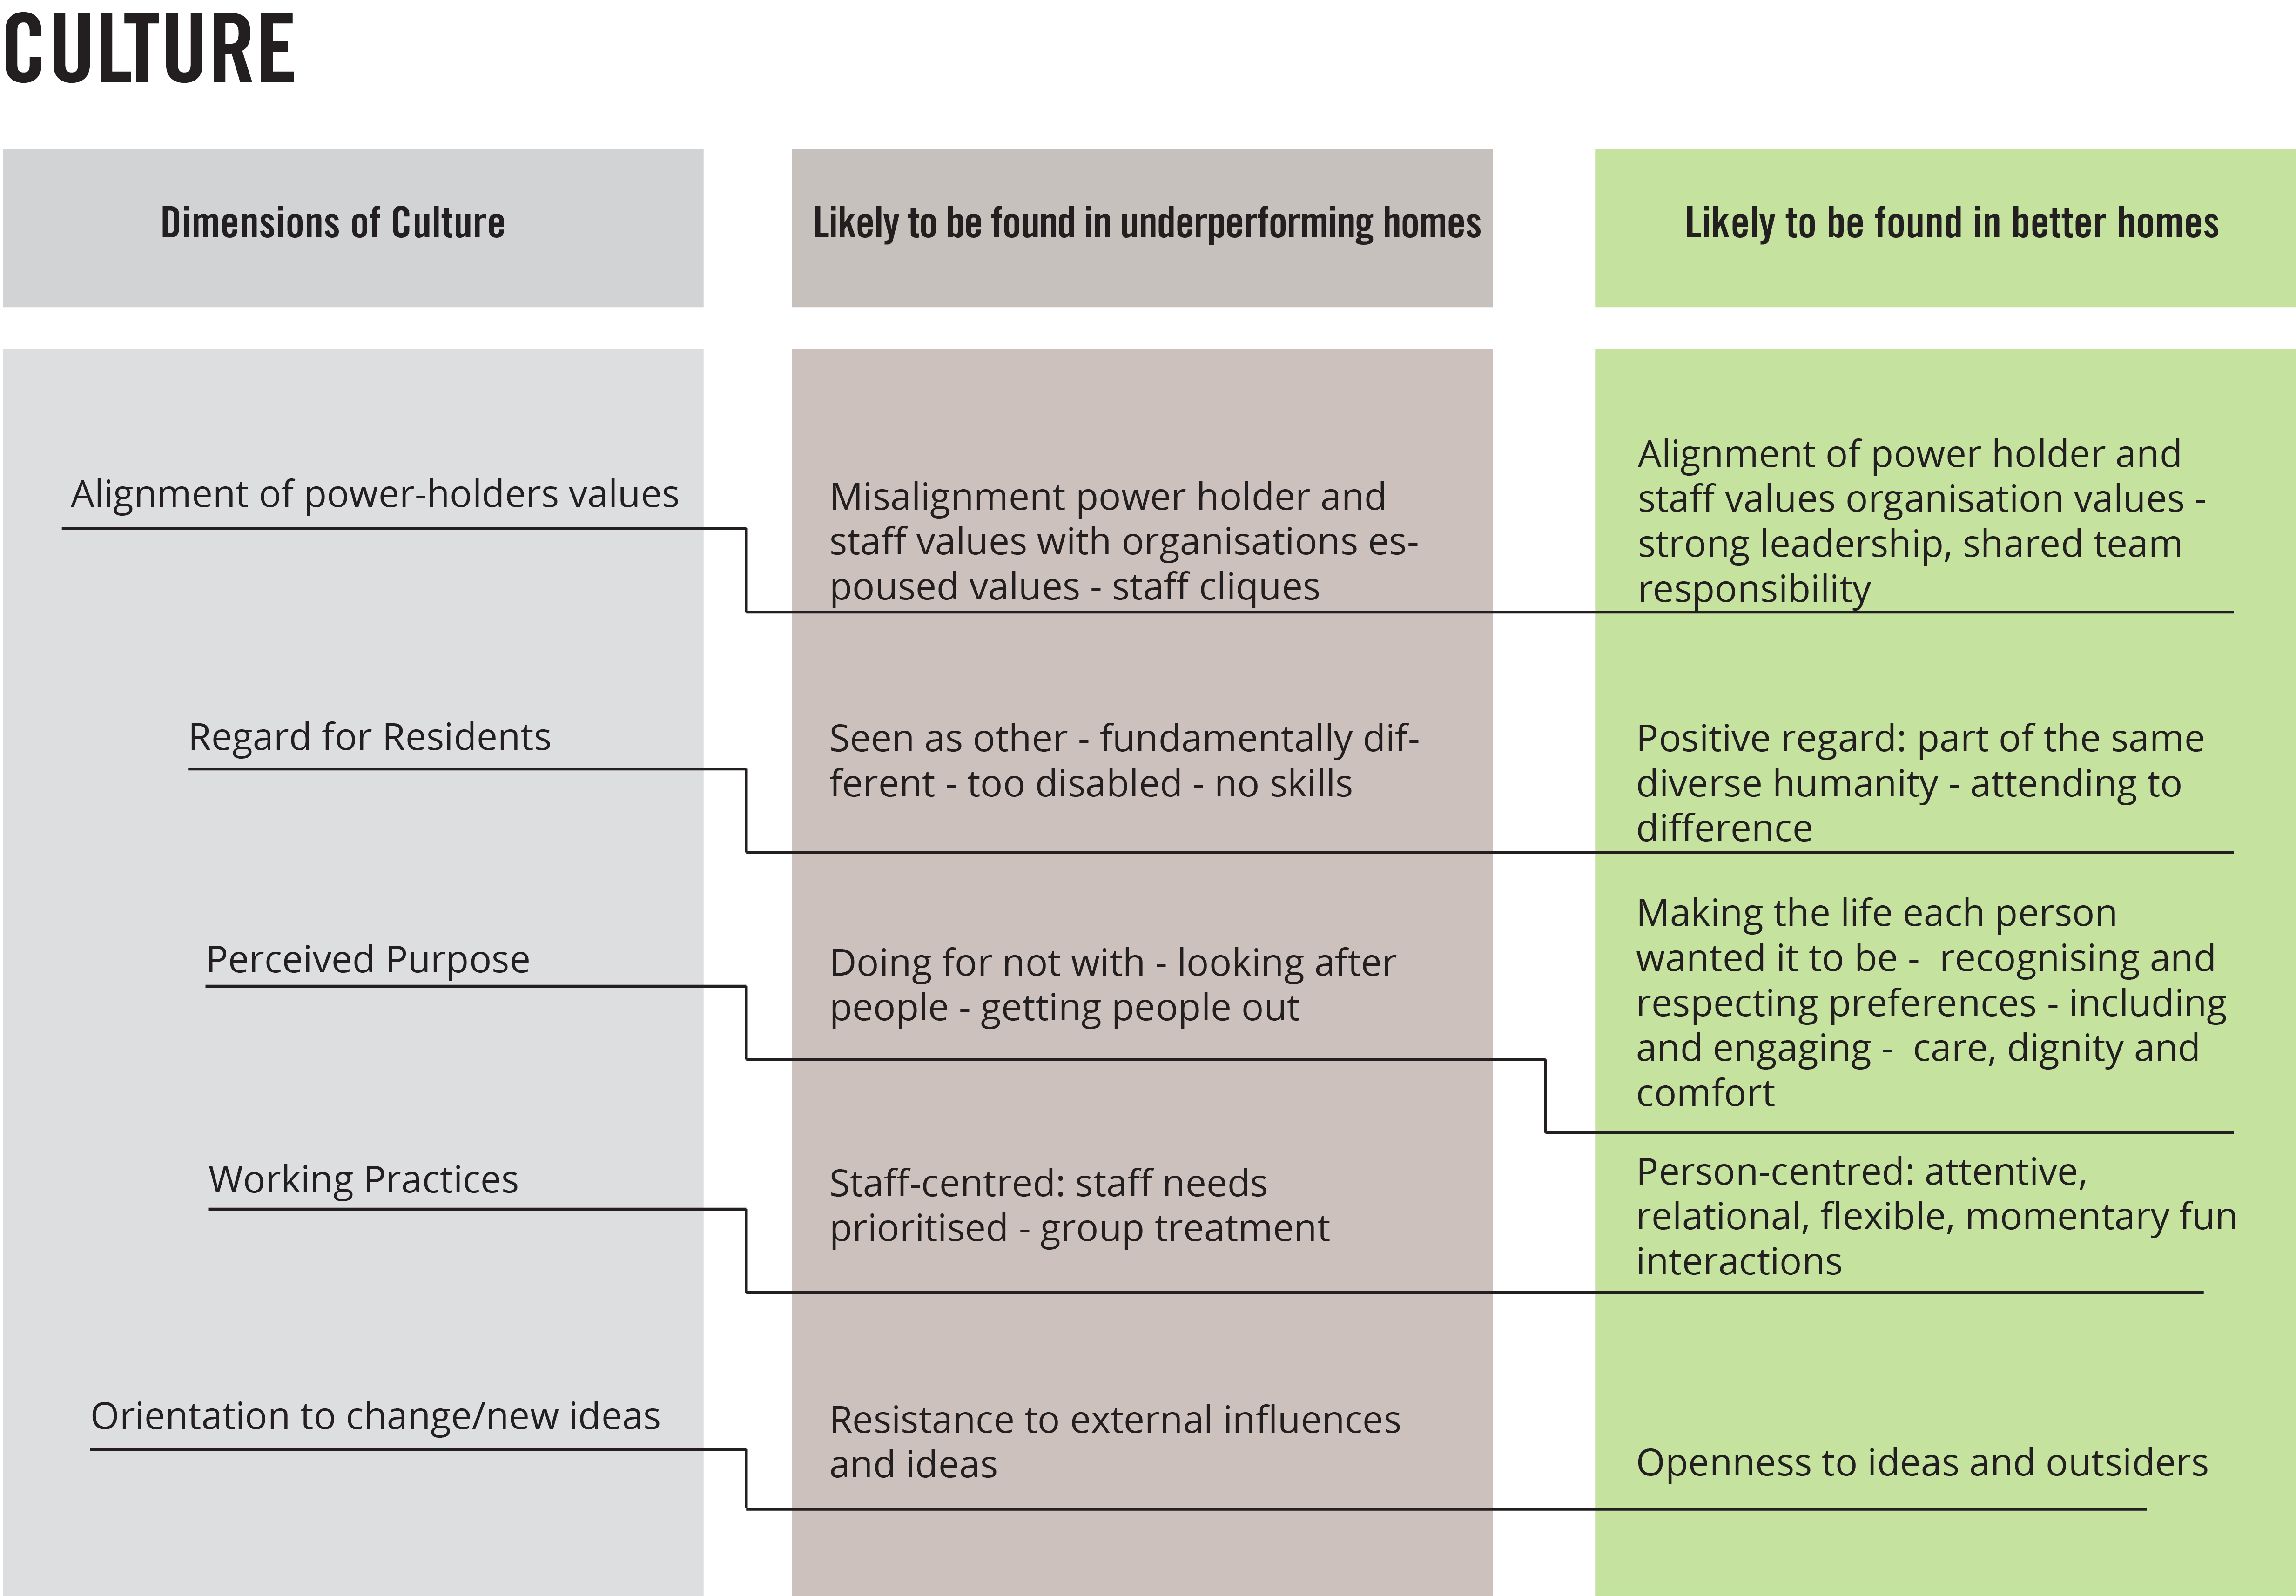 CULTURE
Dimensions of Culture
Likely to be found in underperforming homes
Likely to be found in better homes
Alignment of power-holders values
Misalignment power holder and
staff values with organisations es-
poused values - staff cliques
Alignment of power holder and
staff values organisation values -
strong leadership, shared team
responsibility
Regard for Residents
Seen as other - fundamentally dif-
ferent - too disabled - no skills
Positive regard: part of the same
diverse humanity - attending to
difference
Perceived Purpose
Doing for not with - looking after
people - getting people out
Making the life each person
wanted it to be -  recognising and
respecting preferences - including
and engaging -  care, dignity and
comfort
Working Practices
Staff-centred: staff needs
prioritised - group treatment
Person-centred: attentive,
relational, flexible, momentary fun
interactions
Orientation to change/new ideas
Resistance to external influences
and ideas
Openness to ideas and outsiders